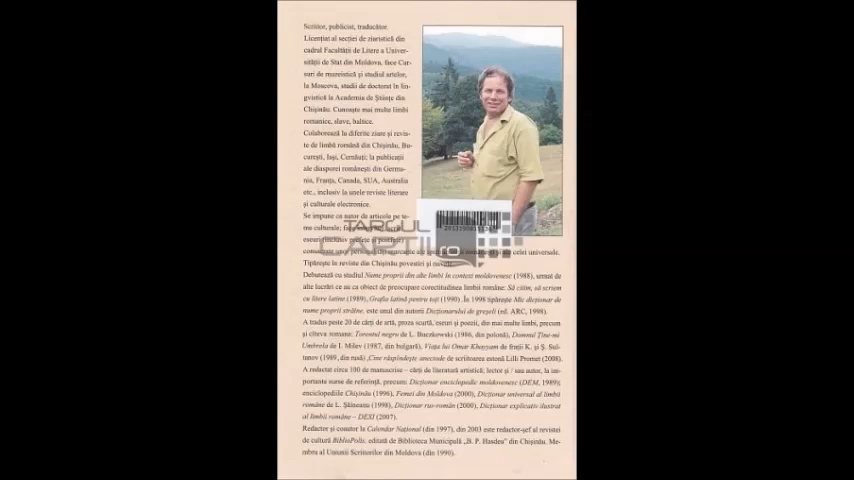 Scriitor, publicist, traducător.
Licențiat al secției de ziaristică din
cadrul Facultății de Litere a Univer-
sității de Stat din Moldova, face Cur-
suri de muzeistică și studiul artelor,
la Moscova, studii de doctorat în lin-
gvistică la Academia de Științe din
Chișinău. Cunoaște mai multe limbi
romanice, slave, baltice.
Colaborează la diferite ziare și revis-
te de limbă română din Chișinău, Bu-
curești, Iași, Cernăuți; la publicații
ale diasporei românești din Germa-
nia, Franța, Canada, SUA, Australia
etc., inclusiv la unele reviste literare
și culturale electronice.
Se impune ca autor de articole pe te-
me culturale;
eseuri (inclusiv prefețe și postfețe)
celei universale.
TARGUL
CARTII.ro
Tipărește în reviste din Chișinău povestiri și nuvele.
Debutează cu studiul Nume proprii din alte limbi în context moldovenesc (1988), urmat de
alte lucrări ce au ca obiect de preocupare corectitudinea limbii române: Să citim, să scriem
cu litere latine (1989), Grafia latină pentru toți (1990). În 1998 tipărește Mic dicționar de
nume proprii străine, este unul din autorii Dicționarului de greșeli (ed. ARC, 1998).
A tradus peste 20 de cărți de artă, proza scurtă, eseuri și poezii, din mai multe limbi, precum
și câteva romane: Torentul negru de L. Buczkowski (1986, din polonă), Domnul Ține-mi
Umbrela de I. Milev (1987, din bulgară), Viața lui Omar Khayyam de frații K. și Ș. Sul-
tanov (1989, din rusă) ,Cine răspândește anecdote de scriitoarea estonă Lilli Promet (2008).
A redactat circa 100 de manuscrise – cărți de literatură artistică; lector și / sau autor, la im-
portante surse de referință, precum: Dicționar enciclopedic moldovenesc (DEM, 1989);
enciclopediile Chișinău (1996), Femei din Moldova (2000), Dicționar universal al limbii
române de L. Șăineanu (1998), Dicționar rus-român (2000), Dicționar explicativ ilustrat
al limbii române – DEXI (2007).
Redactor și coautor la Calendar Național (din 1997), din 2003 este redactor-șef al revistei
de cultură BiblioPolis, editată de Biblioteca Municipală „B. P. Hasdeu” din Chișinău. Me-
mbru al Uniunii Scriitorilor din Moldova (din 1990).